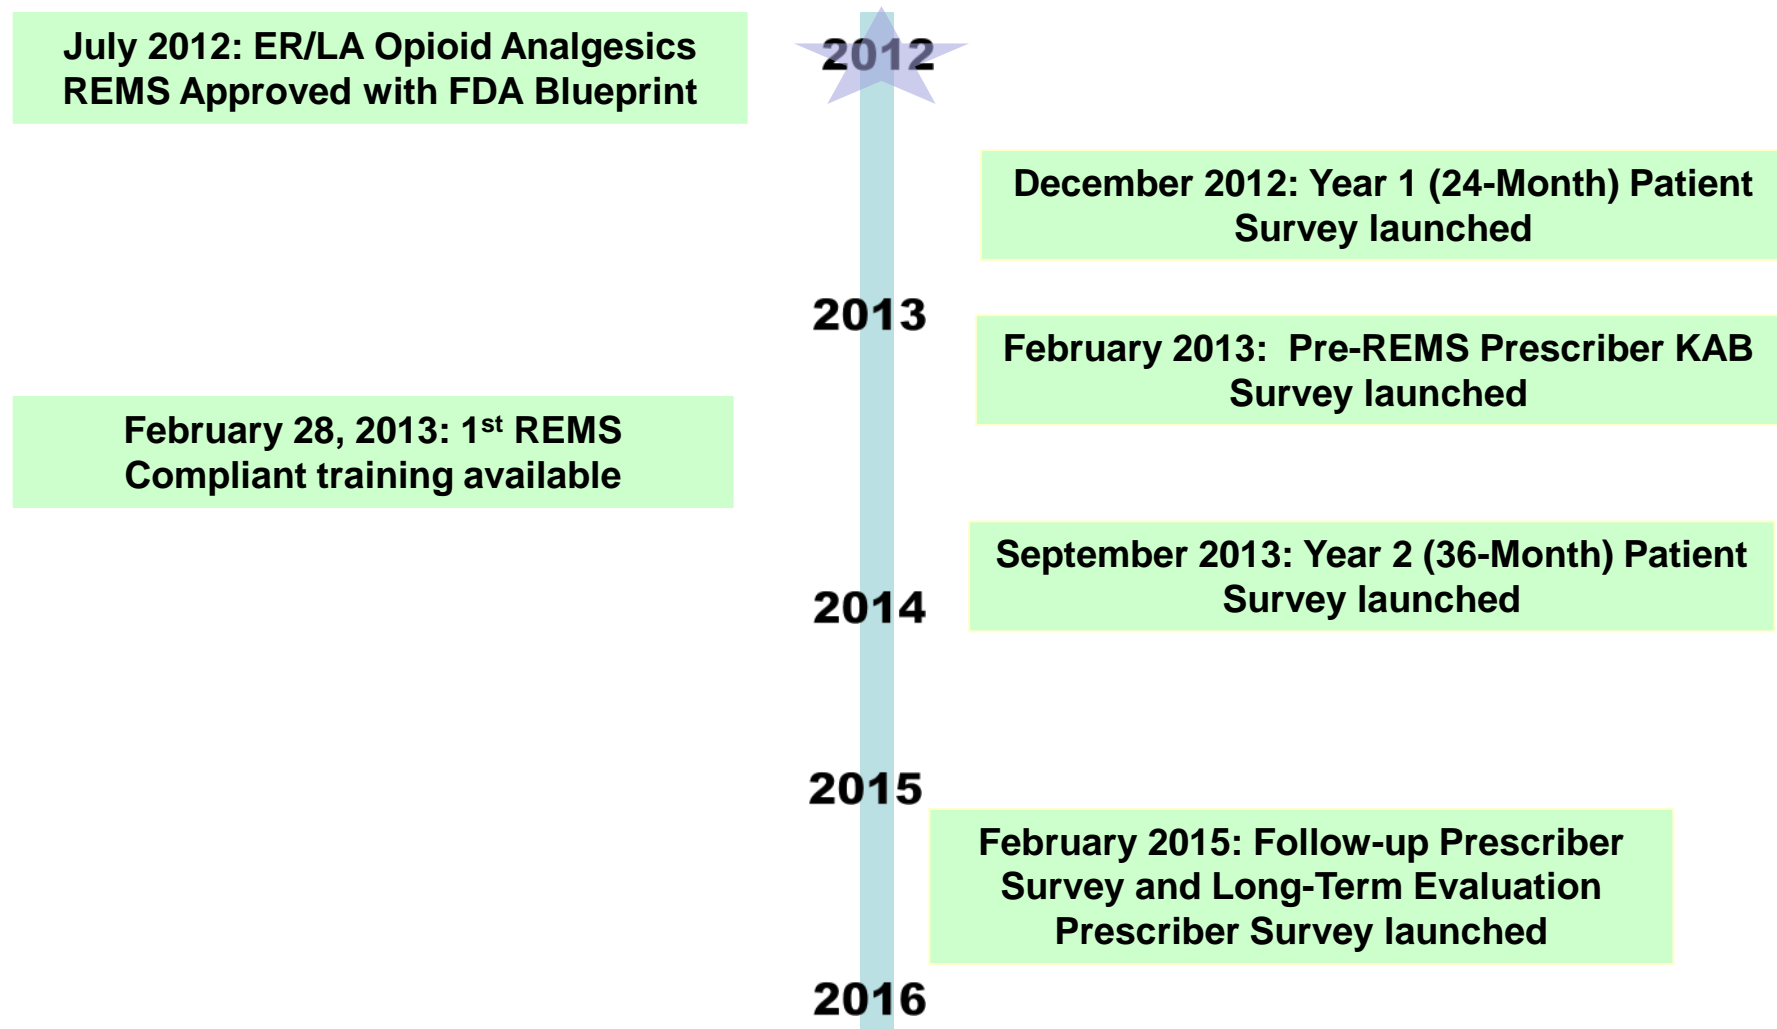 July 2012: ER/LA Opioid Analgesics
REMS Approved with FDA Blueprint
2012
December 2012: Year 1 (24-Month) Patient
Survey launched
2013
February 2013:  Pre-REMS Prescriber KAB
Survey launched
February 28, 2013: 1st REMS
Compliant training available
September 2013: Year 2 (36-Month) Patient
Survey launched
2014
2015
February 2015: Follow-up Prescriber
Survey and Long-Term Evaluation
Prescriber Survey launched
2016